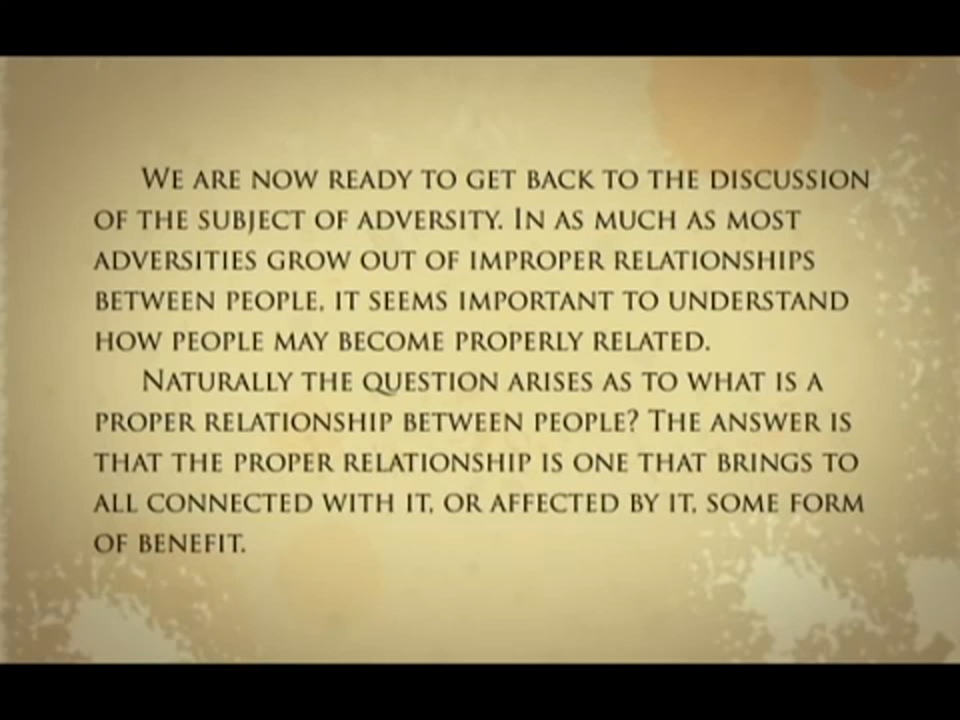 We are now ready to get back to the discussion
of the subject of adversity. In as much as most
adversities grow out of improper relationships
between people, it seems important to understand
how people may become properly related.
Naturally the question arises as to what is a
proper relationship between people? The answer is
that the proper relationship is one that brings to
all connected with it, or affected by it, some form
of benefit.